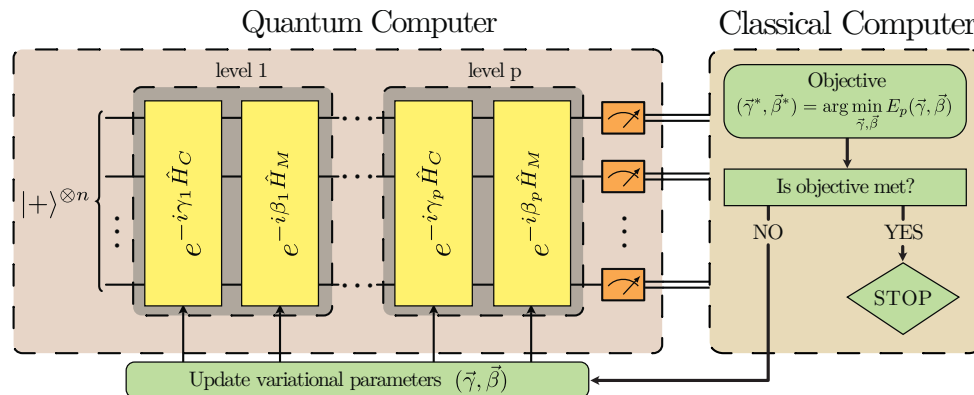 Quantum Computer
Classical Computer
level 1
level p
|+⟩^{⊗n}
e^{-iγ_1 Ĥ_C}
e^{-iβ_1 Ĥ_M}
e^{-iγ_p Ĥ_C}
e^{-iβ_p Ĥ_M}
Objective
(γ⃗*, β⃗*) = arg min E_p(γ⃗, β⃗)
γ⃗,β⃗
Is objective met?
NO
YES
STOP
Update variational parameters (γ⃗, β⃗)